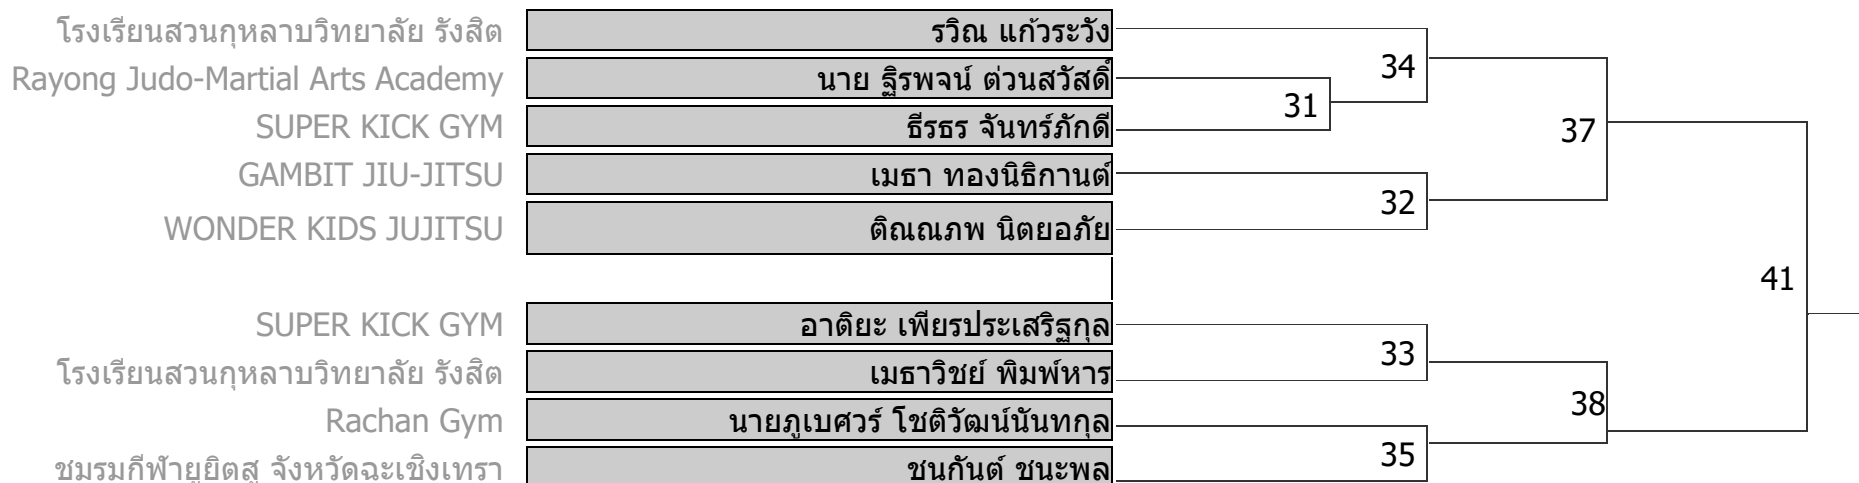 โรงเรียนสวนกุหลาบวิทยาลัย รังสิต รวิณ แก้วระวัง
34
Rayong Judo-Martial Arts Academy นาย ฐิรพจน์ ต่วนสวัสดิ์
31
SUPER KICK GYM ธีรธร จันทร์ภักดี
37
GAMBIT JIU-JITSU เมธา ทองนิธิกานต์
32
WONDER KIDS JUJITSU ติณณภพ นิตยอภัย
41
SUPER KICK GYM อาติยะ เพียรประเสริฐกุล
33
โรงเรียนสวนกุหลาบวิทยาลัย รังสิต เมธาวิชย์ พิมพ์หาร
38
Rachan Gym นายภูเบศวร์ โชติวัฒน์นันทกุล
35
ชมรมกีฬายูยิตสู จังหวัดฉะเชิงเทรา ชนกันต์ ชนะพล